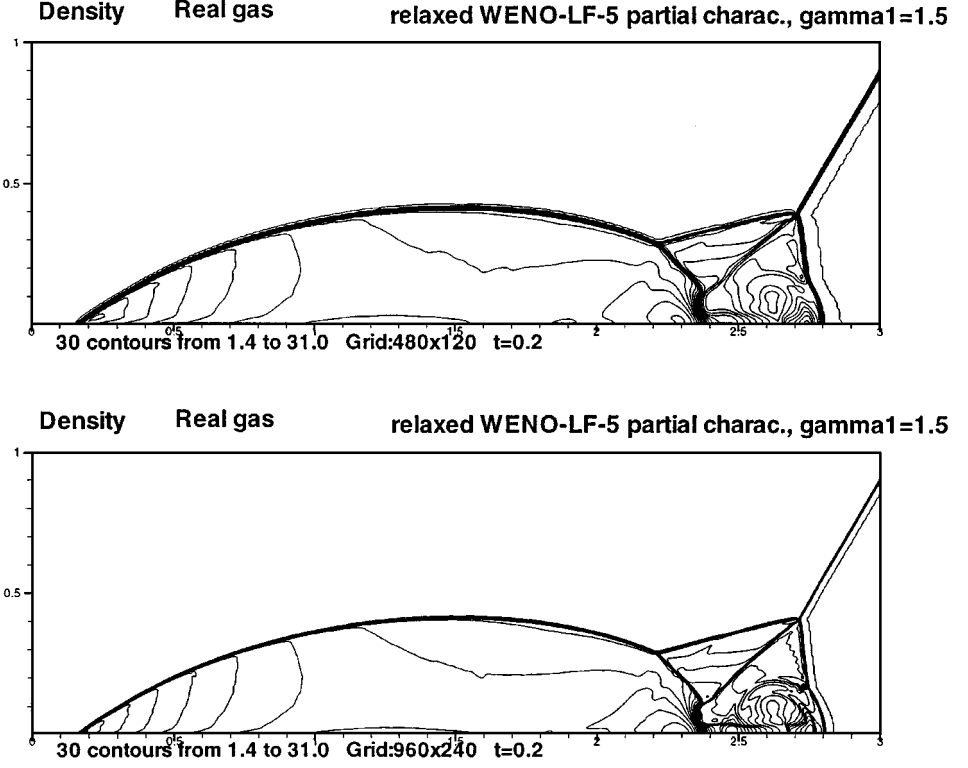 Density Real gas relaxed WENO-LF-5 partial charac., gamma1=1.5
1
0.5
0 0.5 1 1.5 2 2.5 3
30 contours from 1.4 to 31.0 Grid:480x120 t=0.2
Density Real gas relaxed WENO-LF-5 partial charac., gamma1=1.5
1
0.5
0 0.5 1 1.5 2 2.5 3
30 contours from 1.4 to 31.0 Grid:960x240 t=0.2